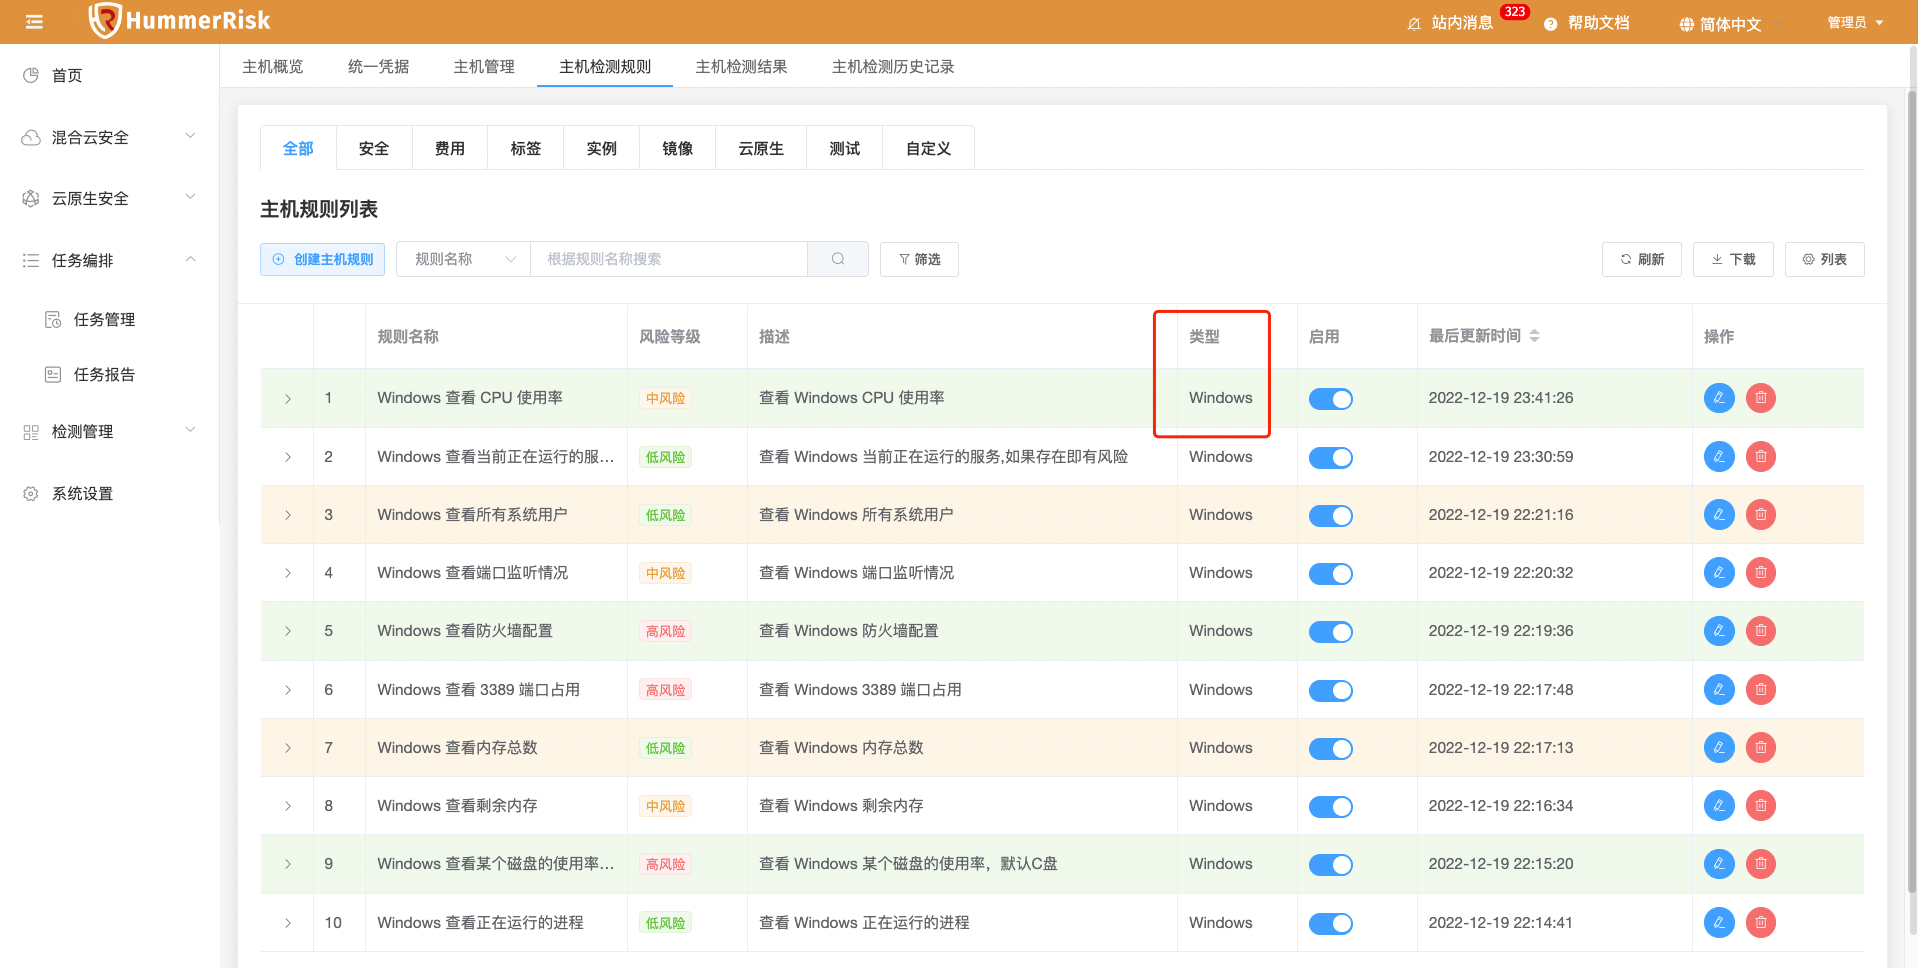 HummerRisk
站内消息 323 帮助文档 简体中文 管理员
首页
混合云安全
云原生安全
任务编排
任务管理
任务报告
检测管理
系统设置
主机概览 统一凭据 主机管理 主机检测规则 主机检测结果 主机检测历史记录
全部 安全 费用 标签 实例 镜像 云原生 测试 自定义
主机规则列表
创建主机规则 规则名称 根据规则名称搜索 筛选 刷新 下载 列表
规则名称 风险等级 描述 类型 启用 最后更新时间 操作
1 Windows 查看 CPU 使用率 中风险 查看 Windows CPU 使用率 Windows 2022-12-19 23:41:26
2 Windows 查看当前正在运行的服... 低风险 查看 Windows 当前正在运行的服务,如果存在即有风险 Windows 2022-12-19 23:30:59
3 Windows 查看所有系统用户 低风险 查看 Windows 所有系统用户 Windows 2022-12-19 22:21:16
4 Windows 查看端口监听情况 中风险 查看 Windows 端口监听情况 Windows 2022-12-19 22:20:32
5 Windows 查看防火墙配置 高风险 查看 Windows 防火墙配置 Windows 2022-12-19 22:19:36
6 Windows 查看 3389 端口占用 高风险 查看 Windows 3389 端口占用 Windows 2022-12-19 22:17:48
7 Windows 查看内存总数 低风险 查看 Windows 内存总数 Windows 2022-12-19 22:17:13
8 Windows 查看剩余内存 中风险 查看 Windows 剩余内存 Windows 2022-12-19 22:16:34
9 Windows 查看某个磁盘的使用率... 高风险 查看 Windows 某个磁盘的使用率，默认C盘 Windows 2022-12-19 22:15:20
10 Windows 查看正在运行的进程 低风险 查看 Windows 正在运行的进程 Windows 2022-12-19 22:14:41